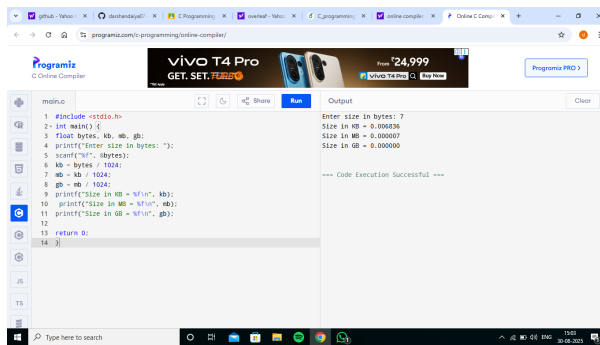 github - Yahoo
darshandaiya07
C Programming
overleaf - Yahoo
C_programming
online compiler
Online C Compi
programiz.com/c-programming/online-compiler/
Programiz
C Online Compiler
vivo T4 Pro
GET. SET. TURBO
From ₹24,999
vivo T4 Pro
Buy Now
Programiz PRO >
main.c
Share
Run
Output
Clear
1 #include <stdio.h>
2 int main() {
3 float bytes, kb, mb, gb;
4 printf("Enter size in bytes: ");
5 scanf("%f", &bytes);
6 kb = bytes / 1024;
7 mb = kb / 1024;
8 gb = mb / 1024;
9 printf("Size in KB = %f\n", kb);
10 printf("Size in MB = %f\n", mb);
11 printf("Size in GB = %f\n", gb);
12
13 return 0;
14 }
Enter size in bytes: 7
Size in KB = 0.006836
Size in MB = 0.000007
Size in GB = 0.000000
=== Code Execution Successful ===
JS
TS
Type here to search
ENG
15:03
30-08-2025